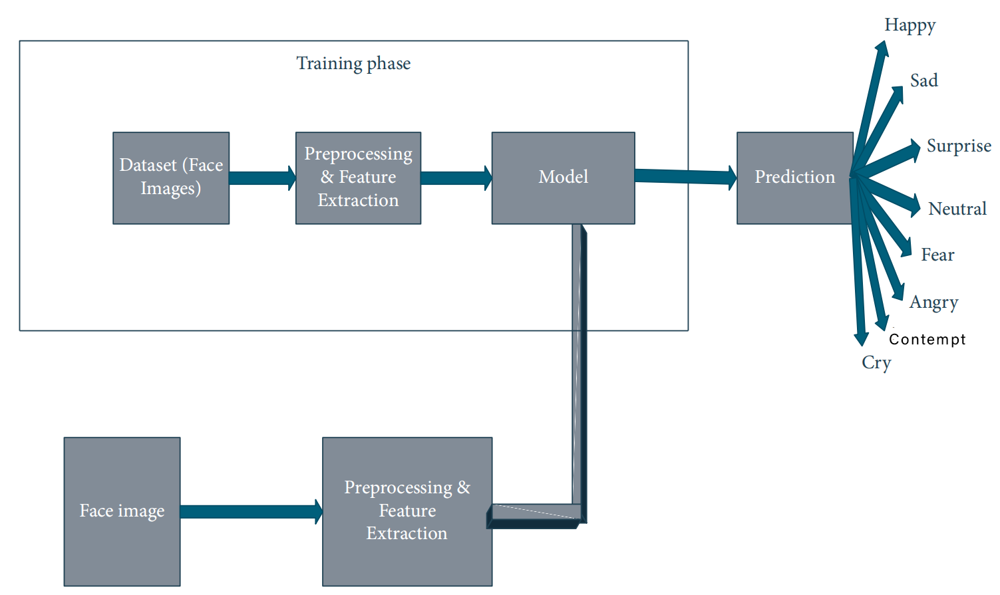 Training phase
Dataset (Face
Images)
Preprocessing
& Feature
Extraction
Model
Prediction
Happy
Sad
Surprise
Neutral
Fear
Angry
Contempt
Cry
Face image
Preprocessing &
Feature
Extraction